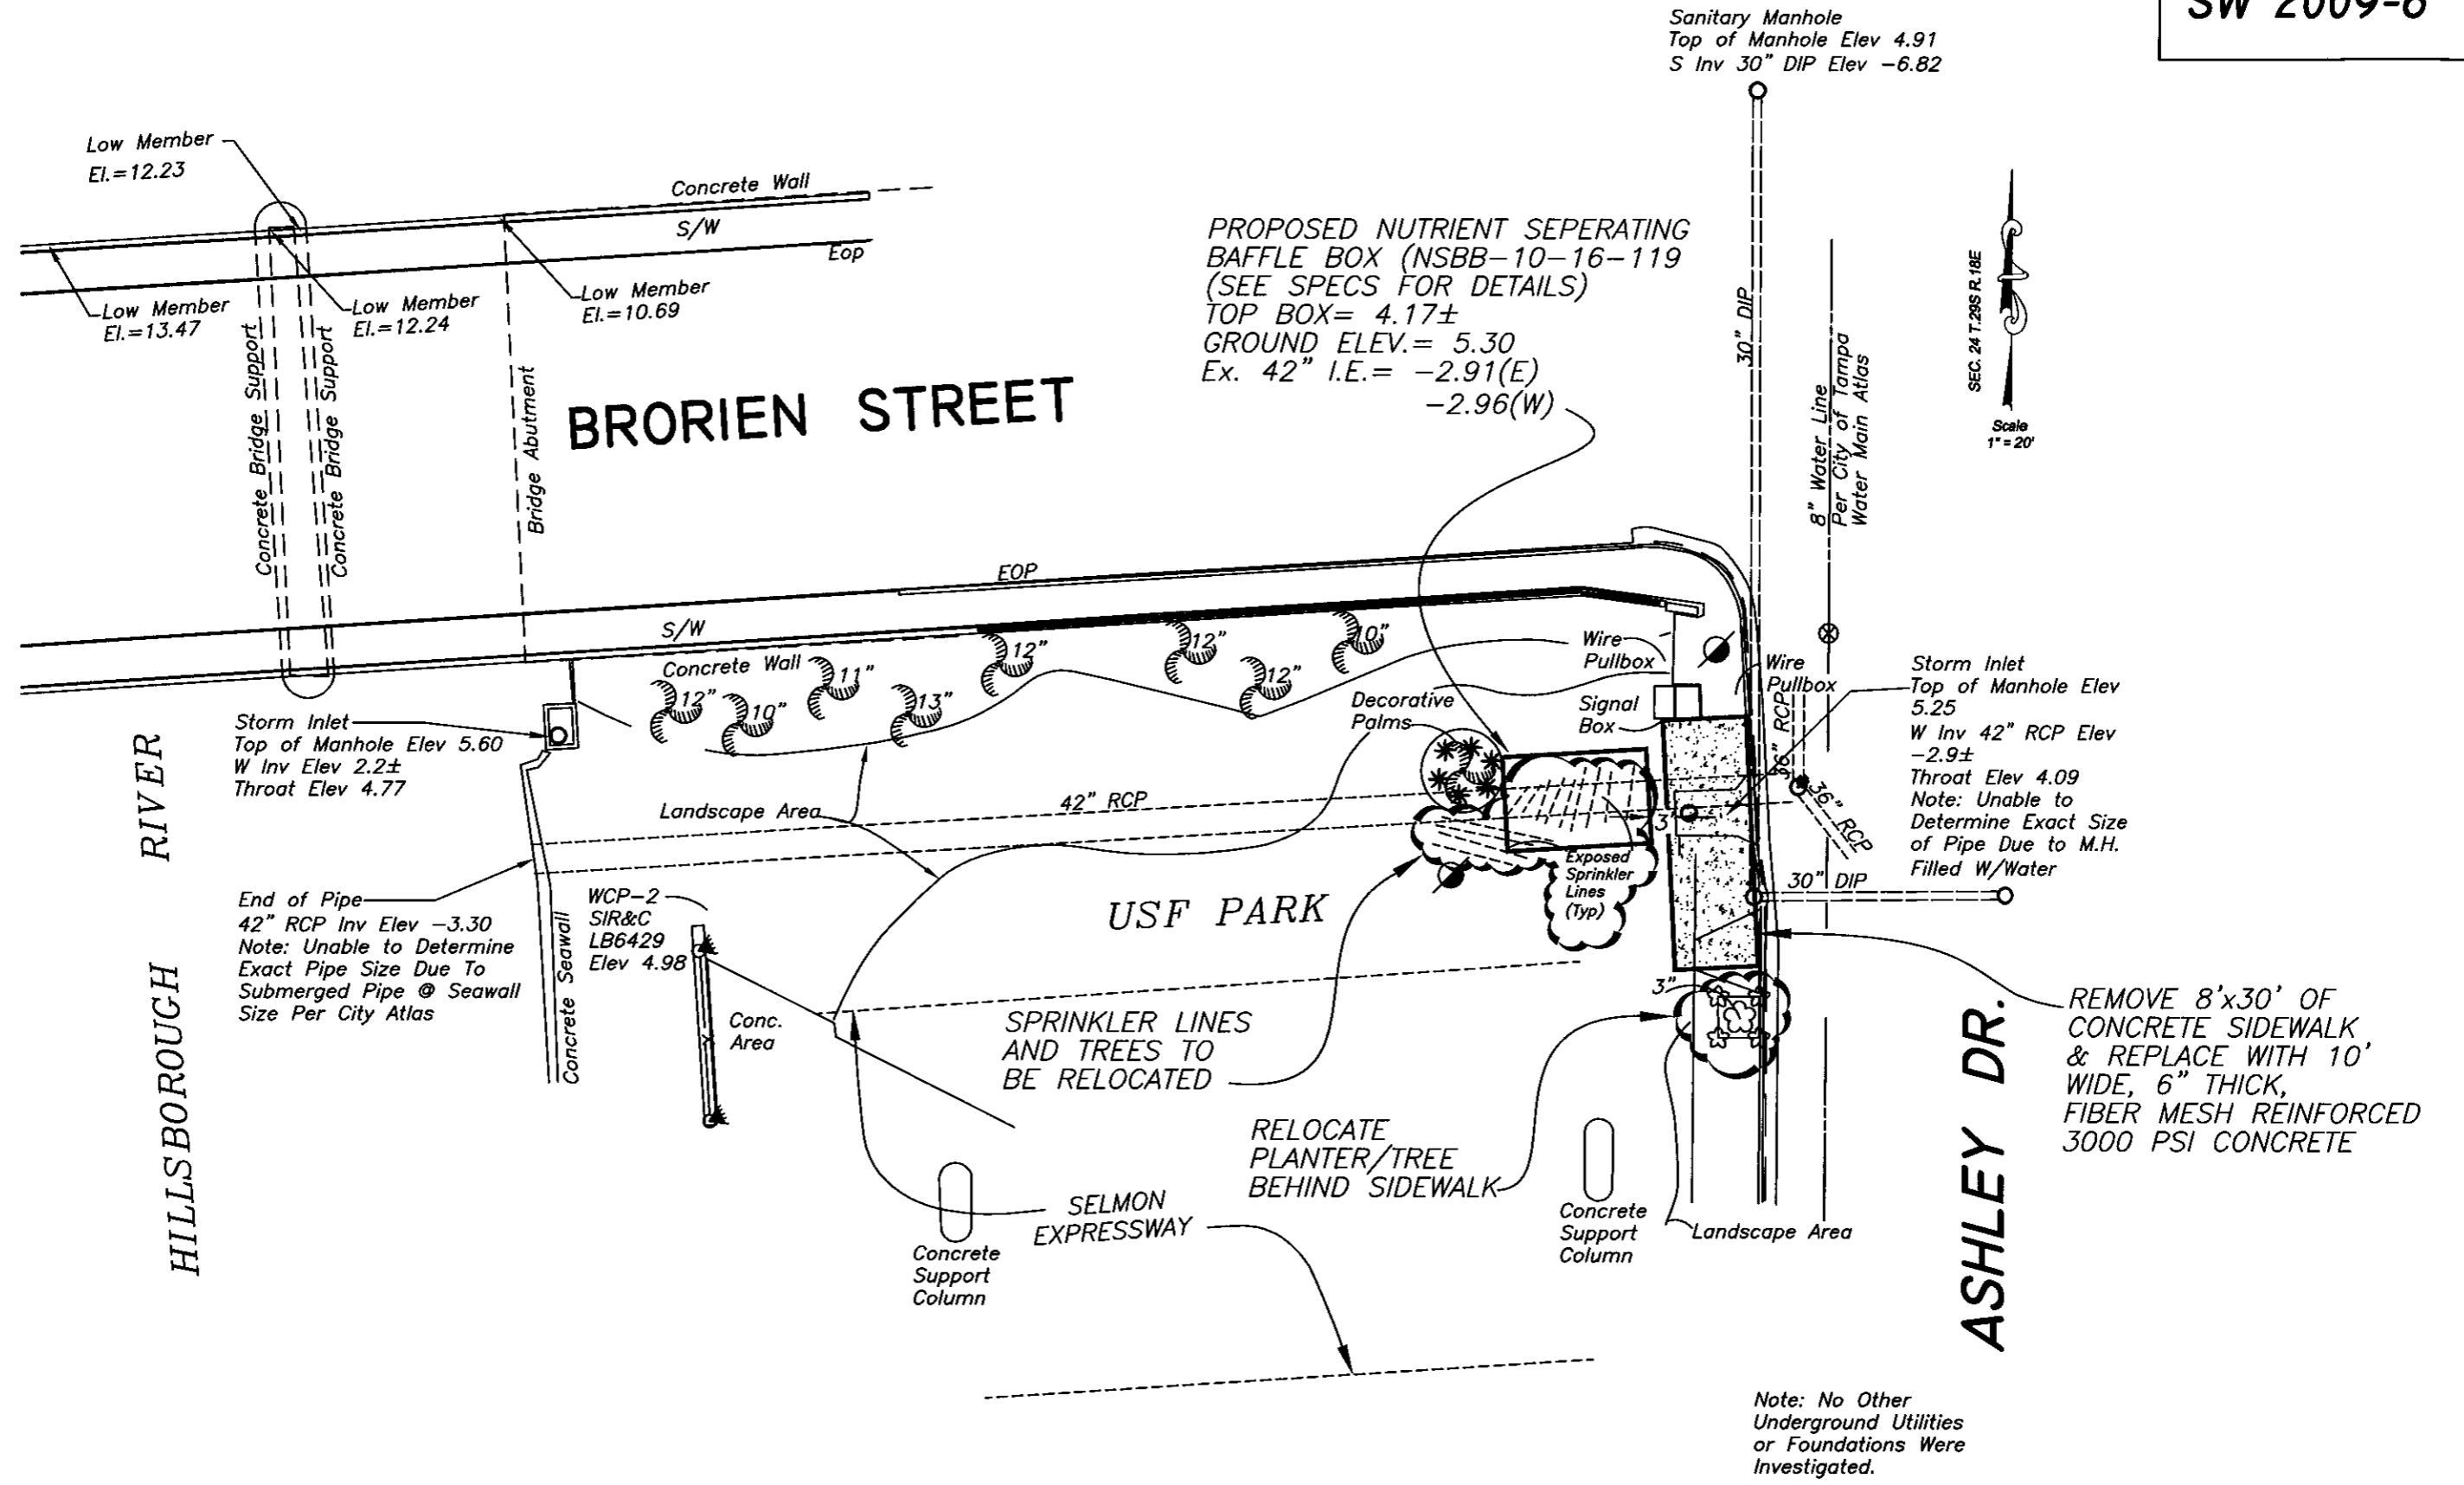 SW 2009-6
Sanitary Manhole
Top of Manhole Elev 4.91
S Inv 30" DIP Elev -6.82
Low Member
El.=12.23
Concrete Wall
S/W
Eop
Low Member
El.=13.47
Low Member
El.=12.24
Low Member
El.=10.69
Concrete Bridge Support
Concrete Bridge Support
Bridge Abutment
BRORIEN STREET
PROPOSED NUTRIENT SEPERATING
BAFFLE BOX (NSBB-10-16-119
(SEE SPECS FOR DETAILS)
TOP BOX= 4.17±
GROUND ELEV.= 5.30
Ex. 42" I.E.= -2.91(E)
-2.96(W)
30" DIP
8" Water Line
Per City of Tampa
Water Main Atlas
SEC. 24 T.29S R.18E
Scale
1"=20'
EOP
S/W
Concrete Wall
12"
10"
11"
13"
12"
12"
12"
10"
Wire
Pullbox
Wire
Pullbox
Decorative
Palms
Signal
Box
36" RCP
36" RCP
Storm Inlet
Top of Manhole Elev
5.25
W Inv 42" RCP Elev
-2.9±
Throat Elev 4.09
Note: Unable to
Determine Exact Size
of Pipe Due to M.H.
Filled W/Water
Storm Inlet
Top of Manhole Elev 5.60
W Inv Elev 2.2±
Throat Elev 4.77
HILLSBOROUGH RIVER
Landscape Area
42" RCP
3'
Exposed
Sprinkler
Lines
(Typ)
30" DIP
End of Pipe
42" RCP Inv Elev -3.30
Note: Unable to Determine
Exact Pipe Size Due To
Submerged Pipe @ Seawall
Size Per City Atlas
Concrete Seawall
WCP-2
SIR&C
LB6429
Elev 4.98
Conc.
Area
USF PARK
3"
SPRINKLER LINES
AND TREES TO
BE RELOCATED
RELOCATE
PLANTER/TREE
BEHIND SIDEWALK
REMOVE 8'x30' OF
CONCRETE SIDEWALK
& REPLACE WITH 10'
WIDE, 6" THICK,
FIBER MESH REINFORCED
3000 PSI CONCRETE
ASHLEY DR.
SELMON
EXPRESSWAY
Concrete
Support
Column
Concrete
Support
Column
Landscape Area
Note: No Other
Underground Utilities
or Foundations Were
Investigated.